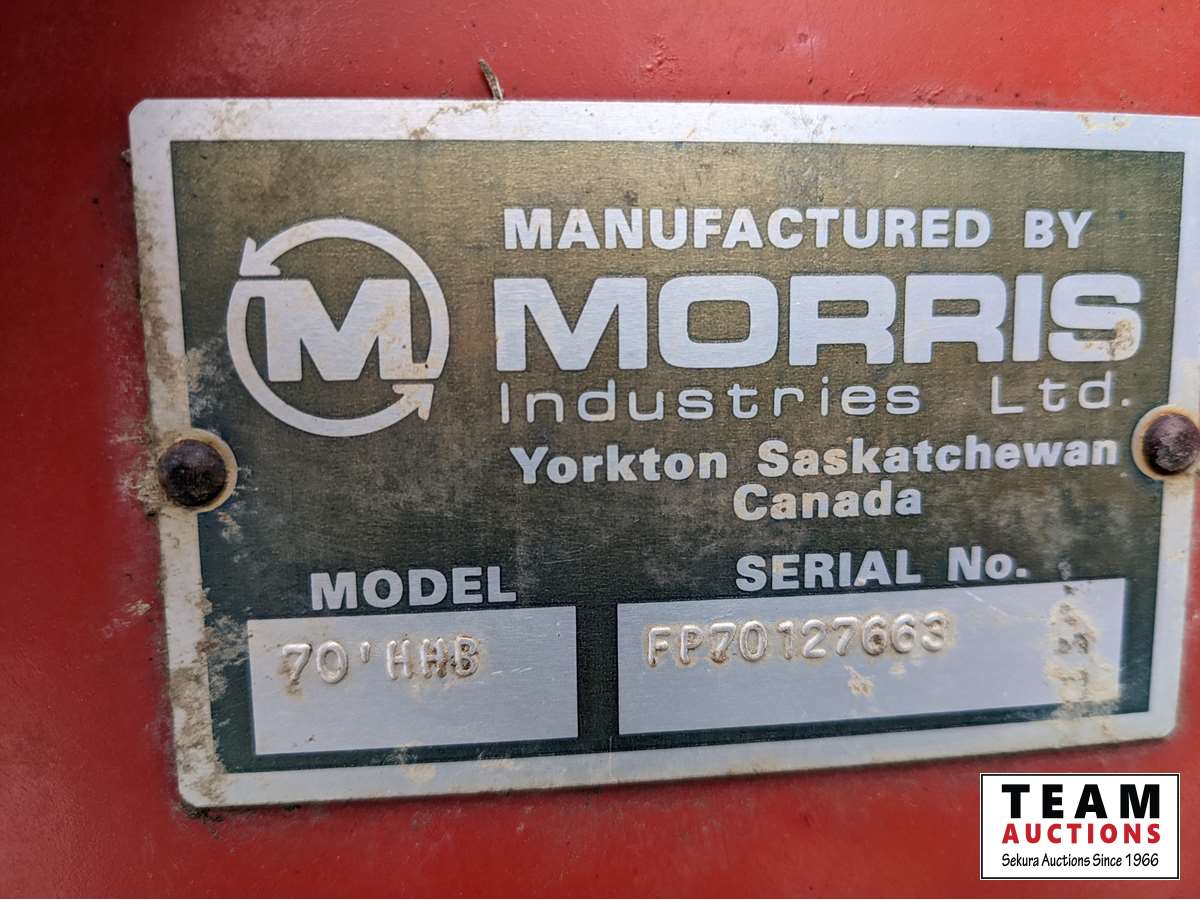 M
MANUFACTURED BY
MORRIS
Industries Ltd.
Yorkton Saskatchewan
Canada
MODEL
SERIAL No.
70'HHB
FP70127663
TEAM
AUCTIONS
Sekura Auctions Since 1966